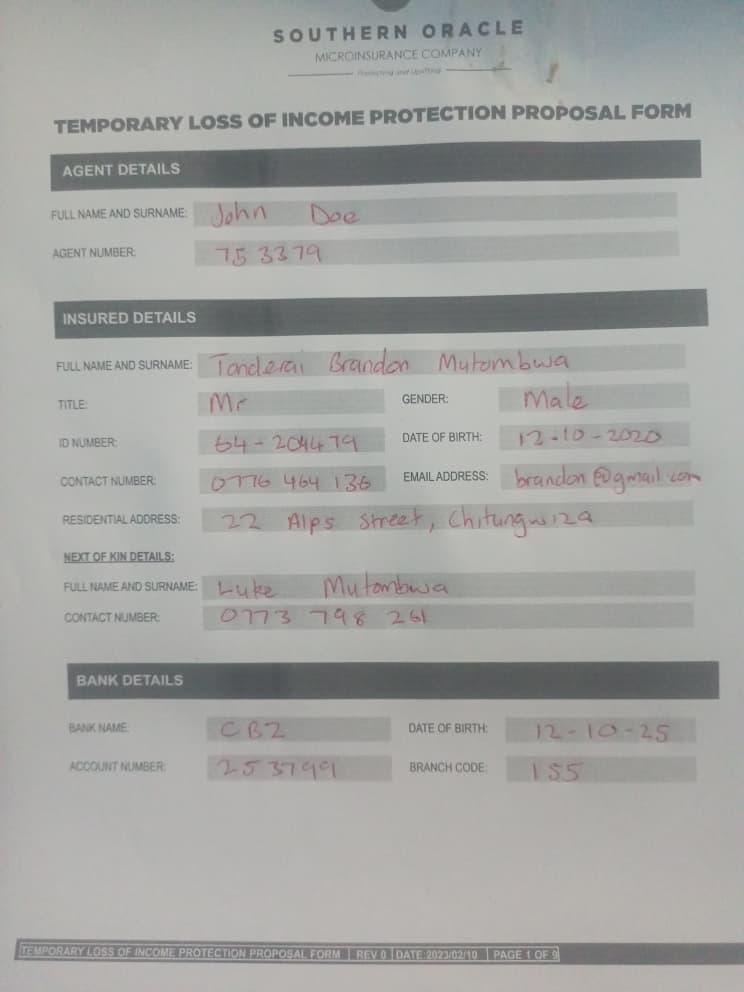 SOUTHERN ORACLE
MICROINSURANCE COMPANY
Protecting and Uplifting
TEMPORARY LOSS OF INCOME PROTECTION PROPOSAL FORM
AGENT DETAILS
FULL NAME AND SURNAME: John Doe
AGENT NUMBER: 753379
INSURED DETAILS
FULL NAME AND SURNAME: Tonderai Brandon Mutombwa
TITLE: Mr GENDER: Male
ID NUMBER: 64-204479 DATE OF BIRTH: 12-10-2020
CONTACT NUMBER: 0776 464 136 EMAIL ADDRESS: brandon@gmail.com
RESIDENTIAL ADDRESS: 22 Alps Street, Chitungwiza
NEXT OF KIN DETAILS:
FULL NAME AND SURNAME: Luke Mutombwa
CONTACT NUMBER: 0773 798 261
BANK DETAILS
BANK NAME: CBZ DATE OF BIRTH: 12-10-25
ACCOUNT NUMBER: 253799 BRANCH CODE: 155
TEMPORARY LOSS OF INCOME PROTECTION PROPOSAL FORM | REV 0 | DATE:2023/02/10 | PAGE 1 OF 9